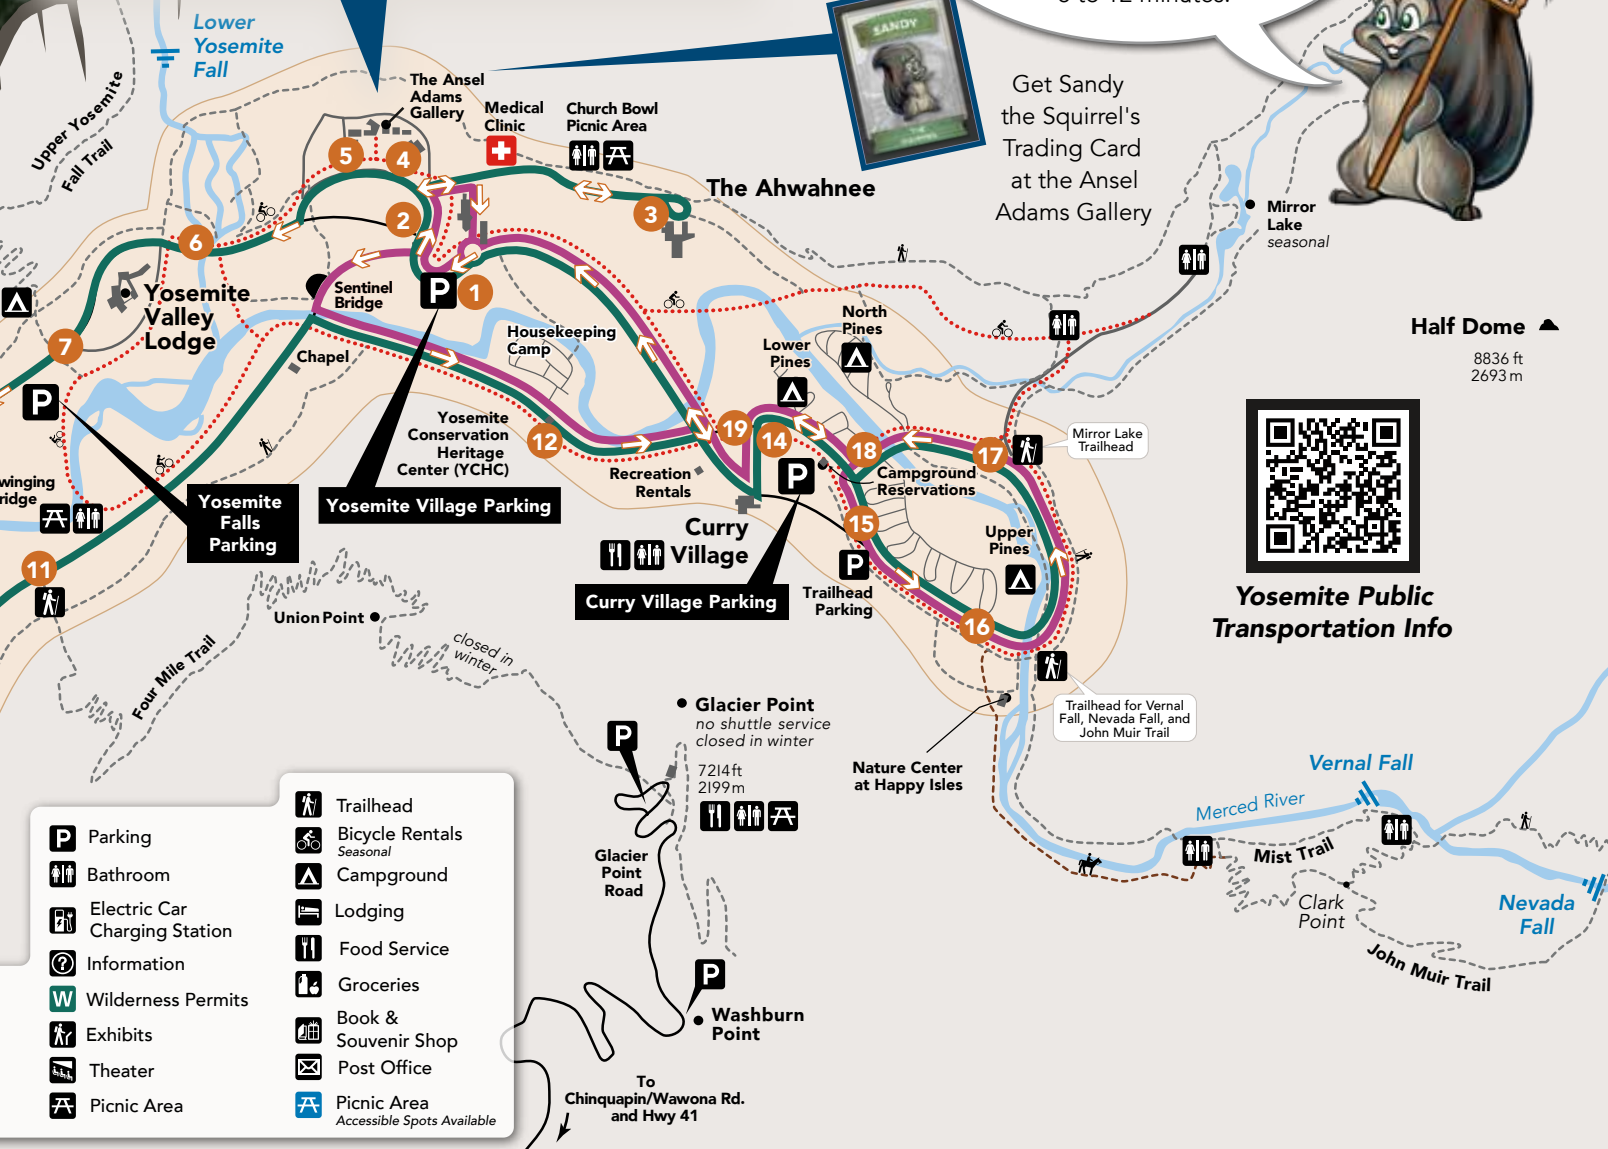 Lower
Yosemite
Fall
Upper Yosemite
Fall Trail
The Ansel
Adams
Gallery
Medical
Clinic
Church Bowl
Picnic Area
SANDY
Get Sandy
the Squirrel's
Trading Card
at the Ansel
Adams Gallery
The Ahwahnee
5
4
2
3
6
1
P
Mirror
Lake
seasonal
Yosemite
Valley
Lodge
Sentinel
Bridge
Chapel
7
P
Housekeeping
Camp
North
Pines
Lower
Pines
Half Dome
8836 ft
2693 m
Yosemite
Conservation
Heritage
Center (YCHC)
12
19
14
18
17
Mirror Lake
Trailhead
Recreation
Rentals
P
Campground
Reservations
winging
ridge
Yosemite
Falls
Parking
Yosemite Village Parking
Curry
Village
15
Upper
Pines
11
P
Trailhead
Parking
Curry Village Parking
16
Yosemite Public
Transportation Info
Union Point
closed in
winter
Four Mile Trail
Glacier Point
no shuttle service
closed in winter
7214 ft
2199 m
P
Trailhead for Vernal
Fall, Nevada Fall, and
John Muir Trail
Nature Center
at Happy Isles
Vernal Fall
Merced River
Mist Trail
Glacier
Point
Road
Clark
Point
Nevada
Fall
John Muir Trail
P
Washburn
Point
To
Chinquapin/Wawona Rd.
and Hwy 41
P Parking
Bathroom
Electric Car
Charging Station
? Information
W Wilderness Permits
Exhibits
Theater
Picnic Area
Trailhead
Bicycle Rentals
Seasonal
Campground
Lodging
Food Service
Groceries
Book &
Souvenir Shop
Post Office
Picnic Area
Accessible Spots Available